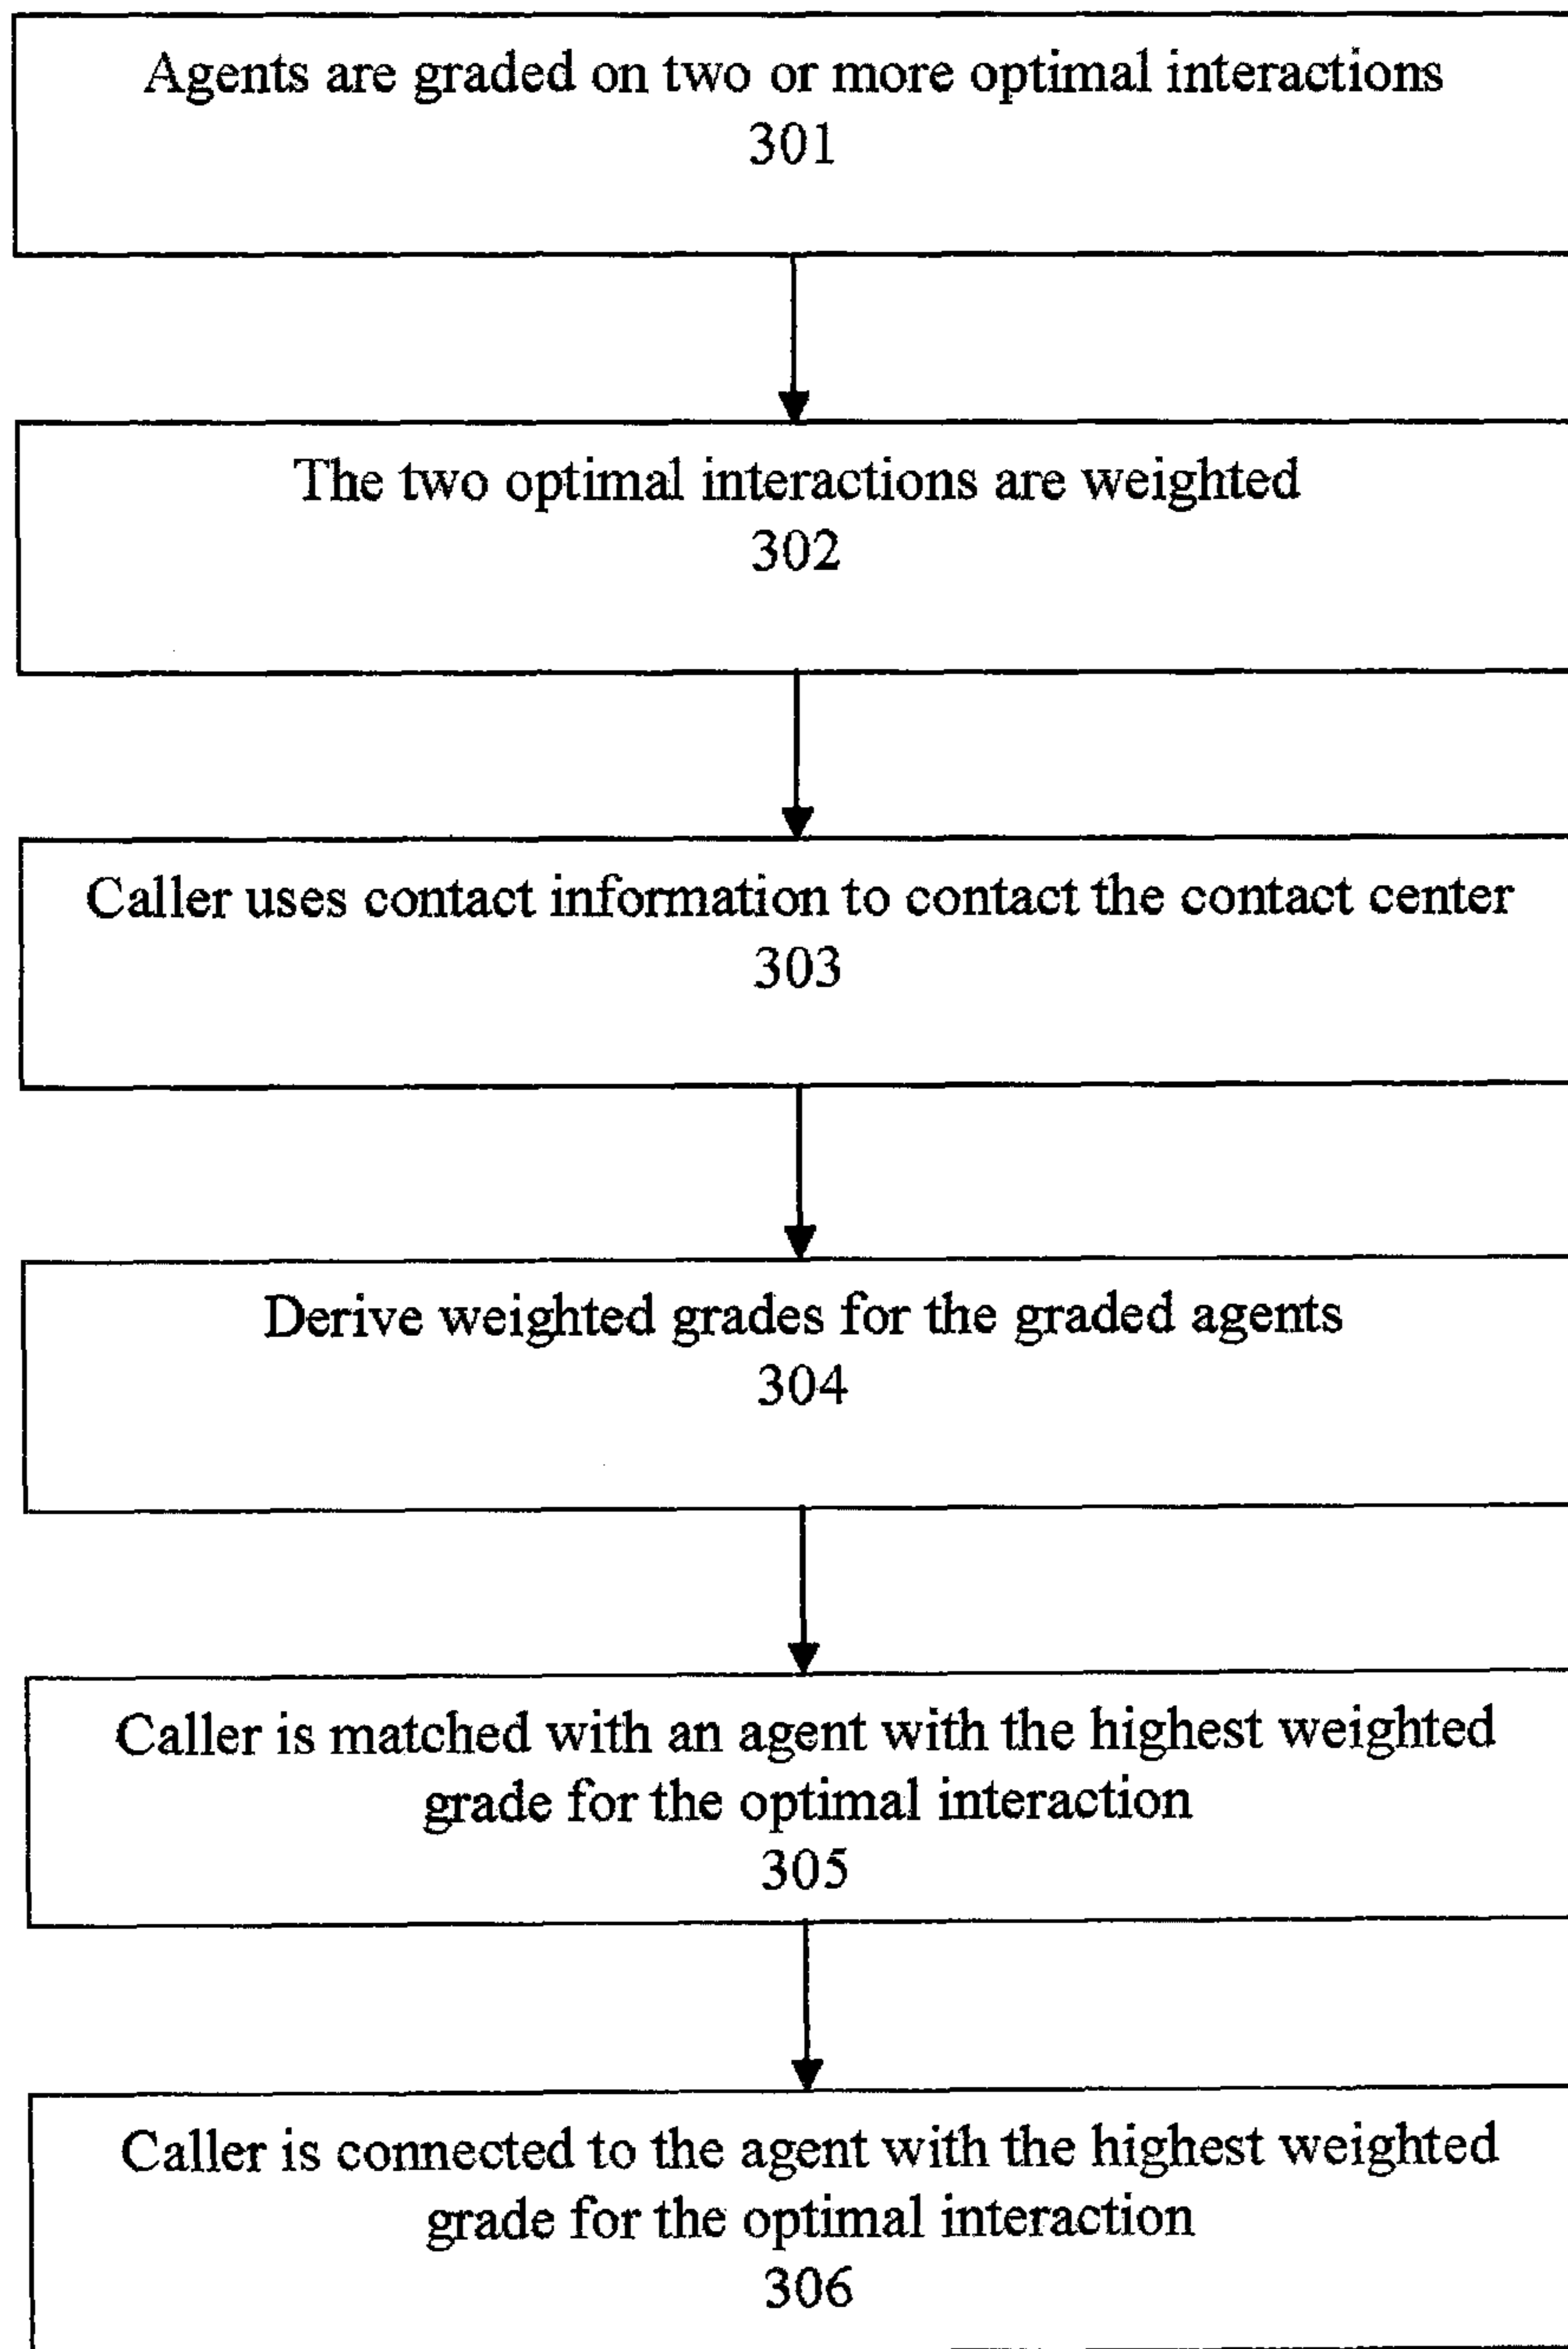 Agents are graded on two or more optimal interactions
301
The two optimal interactions are weighted
302
Caller uses contact information to contact the contact center
303
Derive weighted grades for the graded agents
304
Caller is matched with an agent with the highest weighted
grade for the optimal interaction
305
Caller is connected to the agent with the highest weighted
grade for the optimal interaction
306